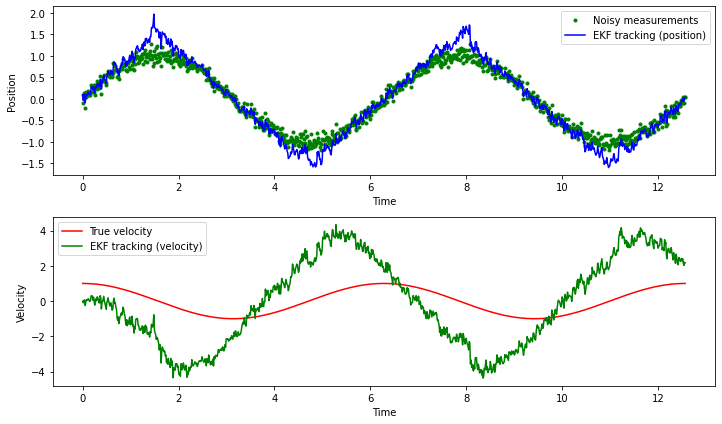 2.0
1.5
1.0
0.5
0.0
−0.5
−1.0
−1.5
Position
Noisy measurements
EKF tracking (position)
0 2 4 6 8 10 12
Time
4
2
0
−2
−4
Velocity
True velocity
EKF tracking (velocity)
0 2 4 6 8 10 12
Time